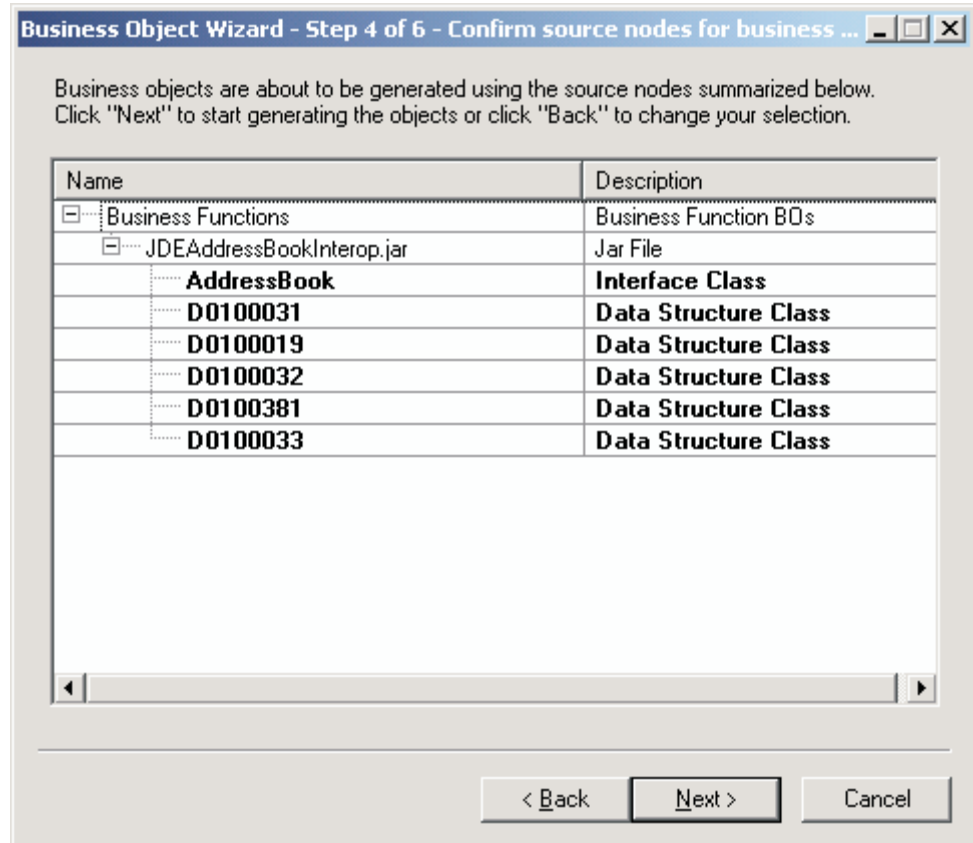 Business Object Wizard - Step 4 of 6 - Confirm source nodes for business ...
Business objects are about to be generated using the source nodes summarized below.
Click "Next" to start generating the objects or click "Back" to change your selection.
Name Description
Business Functions Business Function BOs
JDEAddressBookInterop.jar Jar File
AddressBook Interface Class
D0100031 Data Structure Class
D0100019 Data Structure Class
D0100032 Data Structure Class
D0100381 Data Structure Class
D0100033 Data Structure Class
< Back Next > Cancel